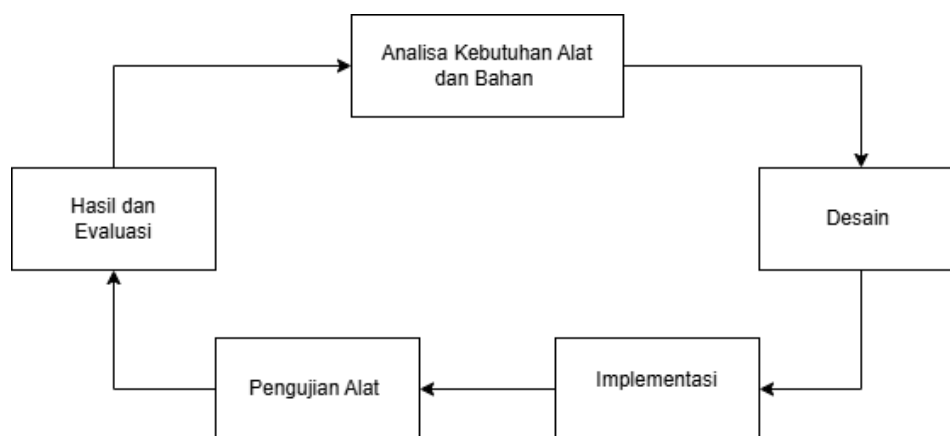 Analisa Kebutuhan Alat
dan Bahan
Desain
Implementasi
Pengujian Alat
Hasil dan
Evaluasi